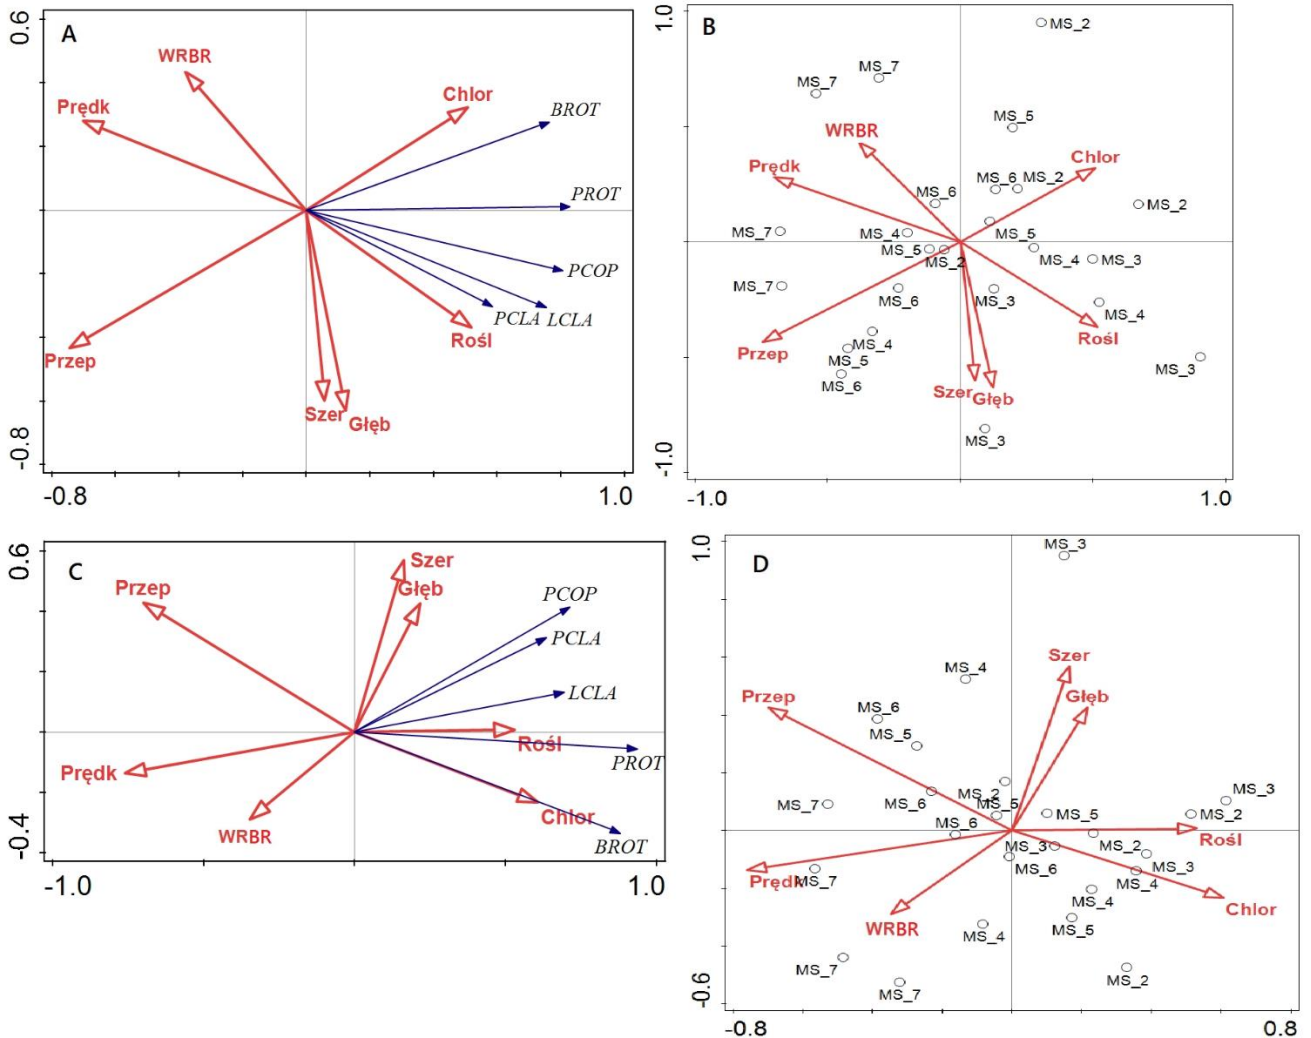 0.6
A
WRBR
Prędk
Chlor
BROT
PROT
PCOP
PCLA LCLA
Rośl
Przep
Szer
Głęb
-0.8
-0.8
1.0
1.0
B
MS_2
MS_7
MS_7
MS_5
WRBR
Chlor
Prędk
MS_6
MS_2
MS_6
MS_2
MS_7
MS_4
MS_5
MS_5
MS_2
MS_4
MS_3
MS_7
MS_6
MS_3
MS_4
Rośl
Przep
MS_4
MS_5
MS_6
MS_3
Szer
Głęb
MS_3
-1.0
-1.0
1.0
0.6
C
Szer
Głęb
Przep
PCOP
PCLA
LCLA
Rośl
PROT
Prędk
Chlor
WRBR
BROT
-0.4
-1.0
1.0
1.0
D
MS_3
MS_4
Szer
Przep
Głęb
MS_6
MS_5
MS_3
MS_7
MS_6
MS_2
MS_5
MS_5
MS_2
MS_6
Rośl
MS_3
MS_2
MS_6
MS_3
Prędk
MS_7
MS_4
MS_4
Chlor
WRBR
MS_4
MS_5
MS_7
MS_2
MS_7
-0.6
-0.8
0.8